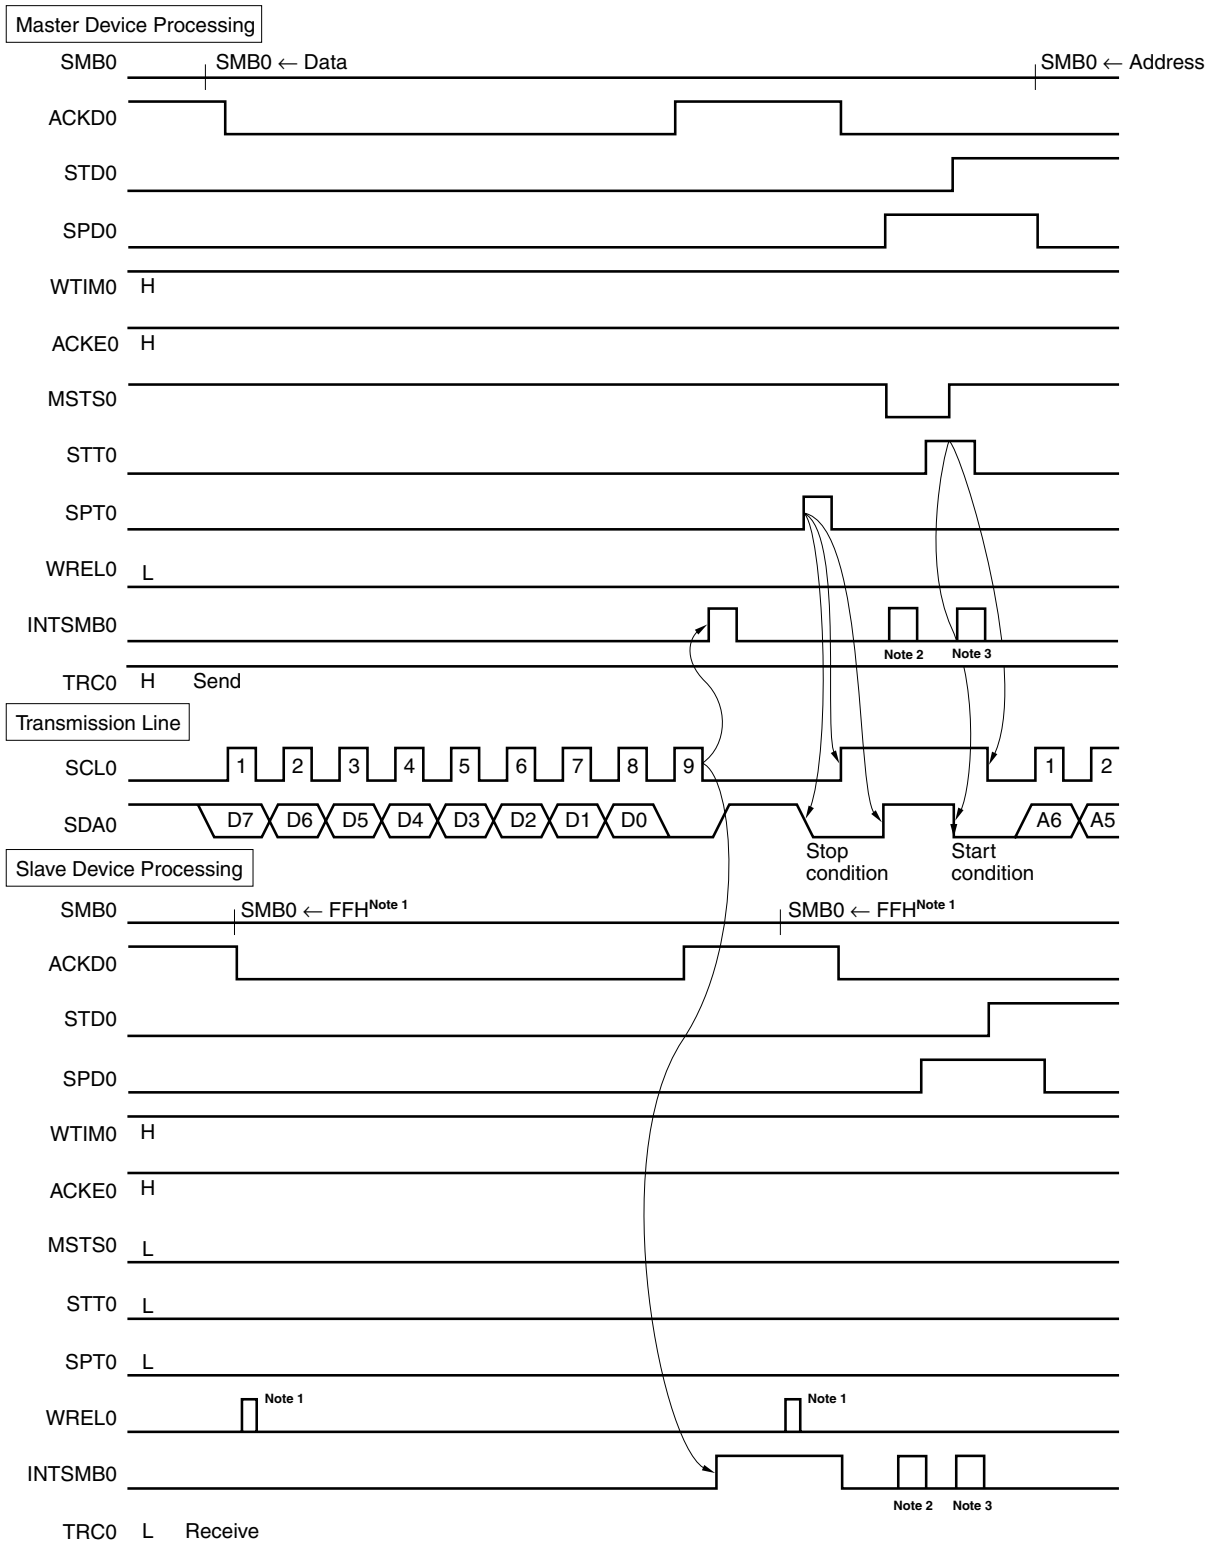 Master Device Processing
SMB0 SMB0 ← Data SMB0 ← Address
ACKD0
STD0
SPD0
WTIM0 H
ACKE0 H
MSTS0
STT0
SPT0
WREL0 L
INTSMB0
Note 2 Note 3
TRC0 H Send
Transmission Line
SCL0 1 2 3 4 5 6 7 8 9 1 2
SDA0 D7 D6 D5 D4 D3 D2 D1 D0 A6 A5
Stop condition Start condition
Slave Device Processing
SMB0 SMB0 ← FFH Note 1 SMB0 ← FFH Note 1
ACKD0
STD0
SPD0
WTIM0 H
ACKE0 H
MSTS0 L
STT0 L
SPT0 L
WREL0 Note 1 Note 1
INTSMB0
Note 2 Note 3
TRC0 L Receive